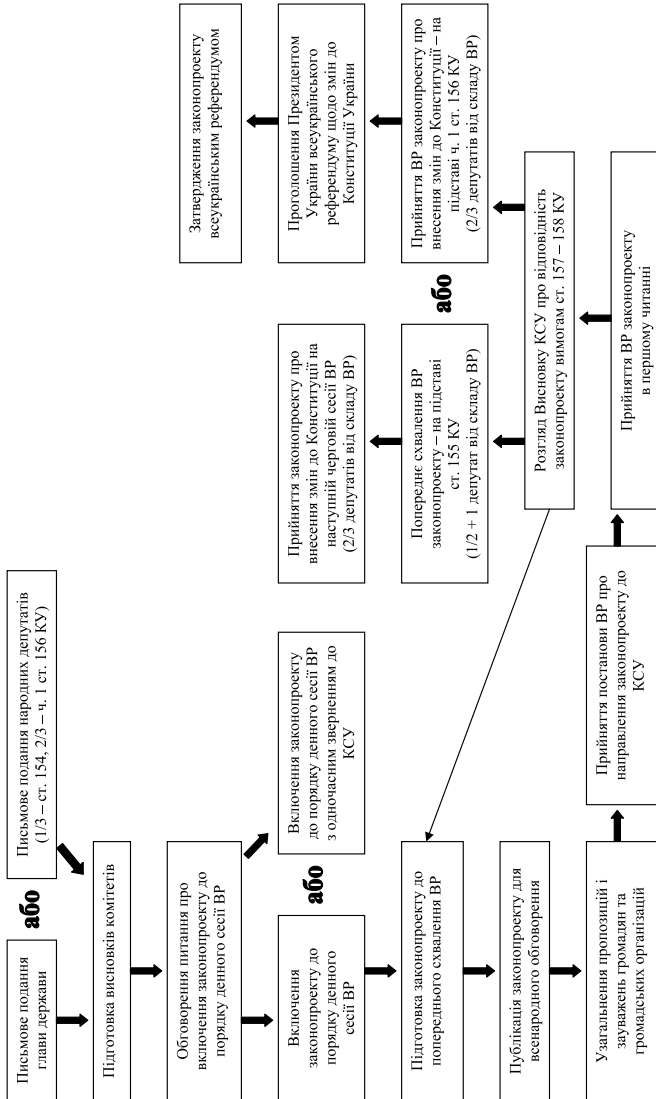 Письмове подання
глави держави
або
Письмове подання народних депутатів
(1/3 – ст. 154, 2/3 – ч. 1 ст. 156 КУ)
Підготовка висновків комітетів
Обговорення питання про
включення законопроекту до
порядку денного сесії ВР
Включення
законопроекту до
порядку денного
сесії ВР
або
Включення законопроекту
до порядку денного сесії ВР
з одночасним зверненням до
КСУ
Підготовка законопроекту до
попереднього схвалення ВР
Публікація законопроекту для
всенародного обговорення
Узагальнення пропозицій і
зауважень громадян та
громадських організацій
Прийняття постанови ВР про
направлення законопроекту до
КСУ
Прийняття ВР законопроекту
в першому читанні
Розгляд Висновку КСУ про відповідність
законопроекту вимогам ст. 157 – 158 КУ
Попереднє схвалення ВР
законопроекту – на підставі
ст. 155 КУ
(1/2 + 1 депутат від складу ВР)
або
Прийняття ВР законопроекту про
внесення змін до Конституції – на
підставі ч. 1 ст. 156 КУ
(2/3 депутатів від складу ВР)
Прийняття законопроекту про
внесення змін до Конституції на
наступній черговій сесії ВР
(2/3 депутатів від складу ВР)
Проголошення Президентом
України всеукраїнського
референдуму щодо змін до
Конституції України
Затвердження законопроекту
всеукраїнським референдумом